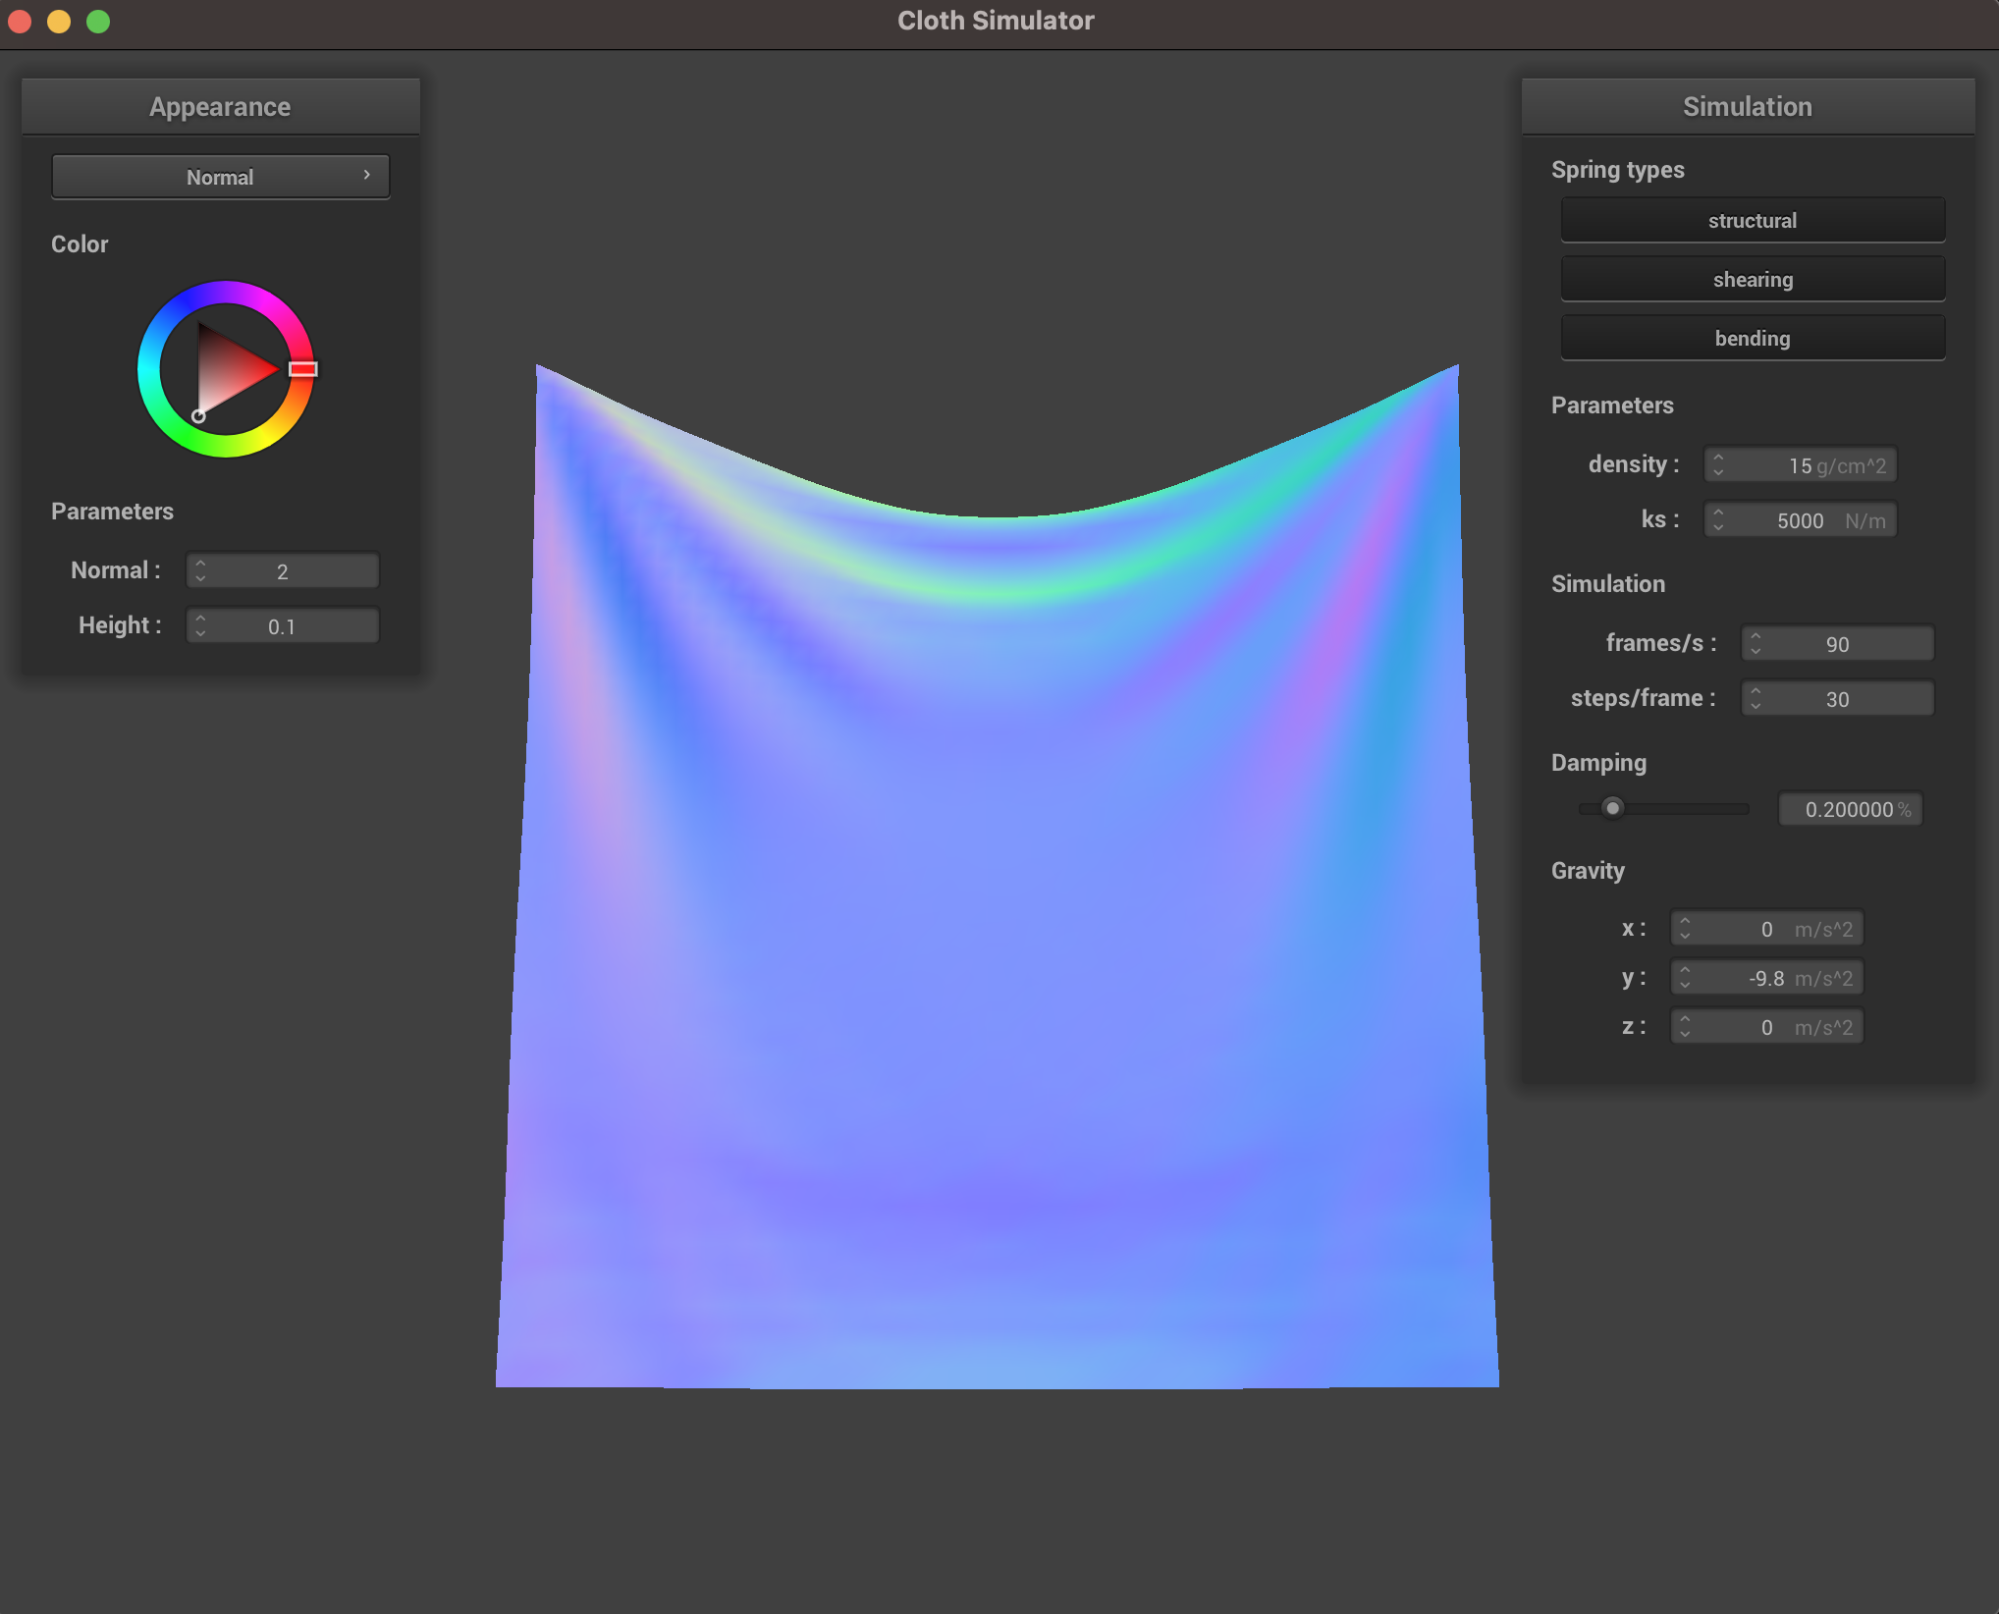 Cloth Simulator
Appearance
Normal
Color
Parameters
Normal : 2
Height : 0.1
Simulation
Spring types
structural
shearing
bending
Parameters
density : 15 g/cm^2
ks : 5000 N/m
Simulation
frames/s : 90
steps/frame : 30
Damping
0.200000 %
Gravity
x : 0 m/s^2
y : -9.8 m/s^2
z : 0 m/s^2